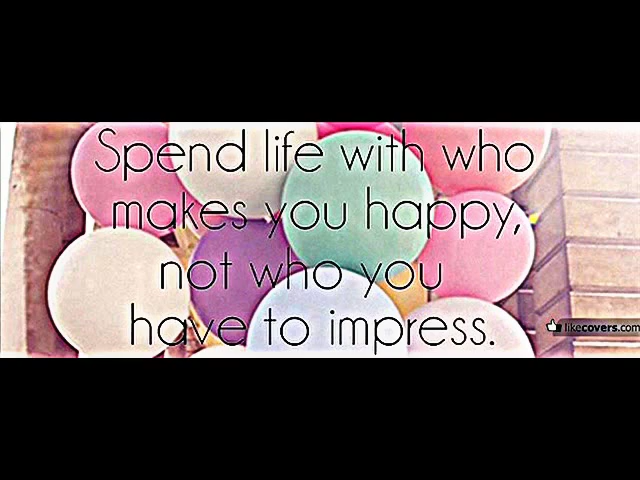 Spend life with who
makes you happy,
not who you
have to impress.
likecovers.com